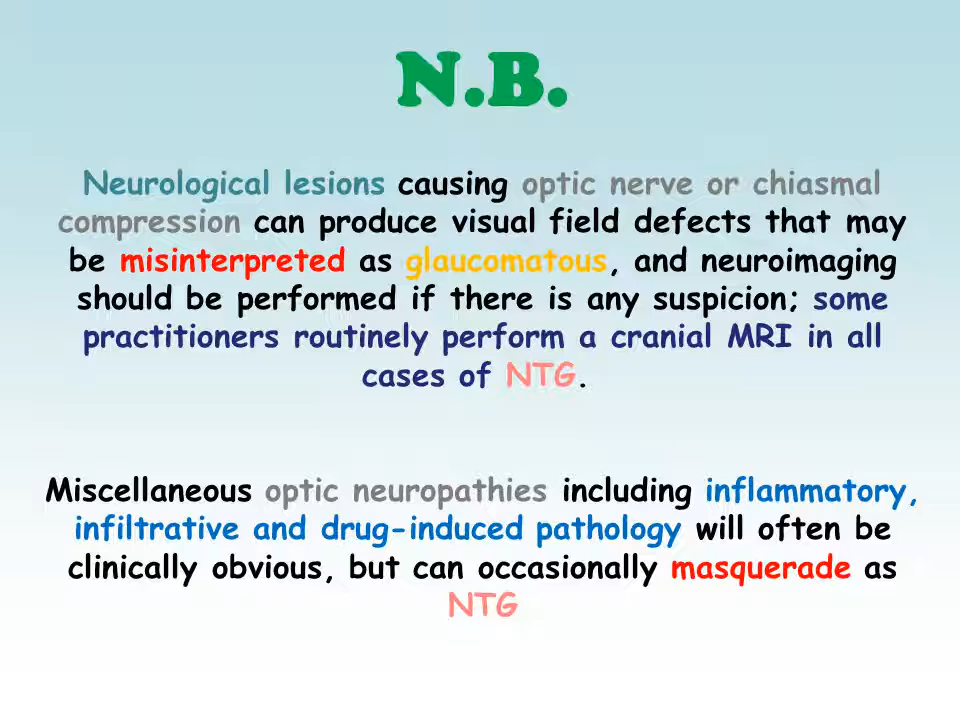 N.B.
Neurological lesions causing optic nerve or chiasmal
compression can produce visual field defects that may
be misinterpreted as glaucomatous, and neuroimaging
should be performed if there is any suspicion; some
practitioners routinely perform a cranial MRI in all
cases of NTG.
Miscellaneous optic neuropathies including inflammatory,
infiltrative and drug-induced pathology will often be
clinically obvious, but can occasionally masquerade as
NTG